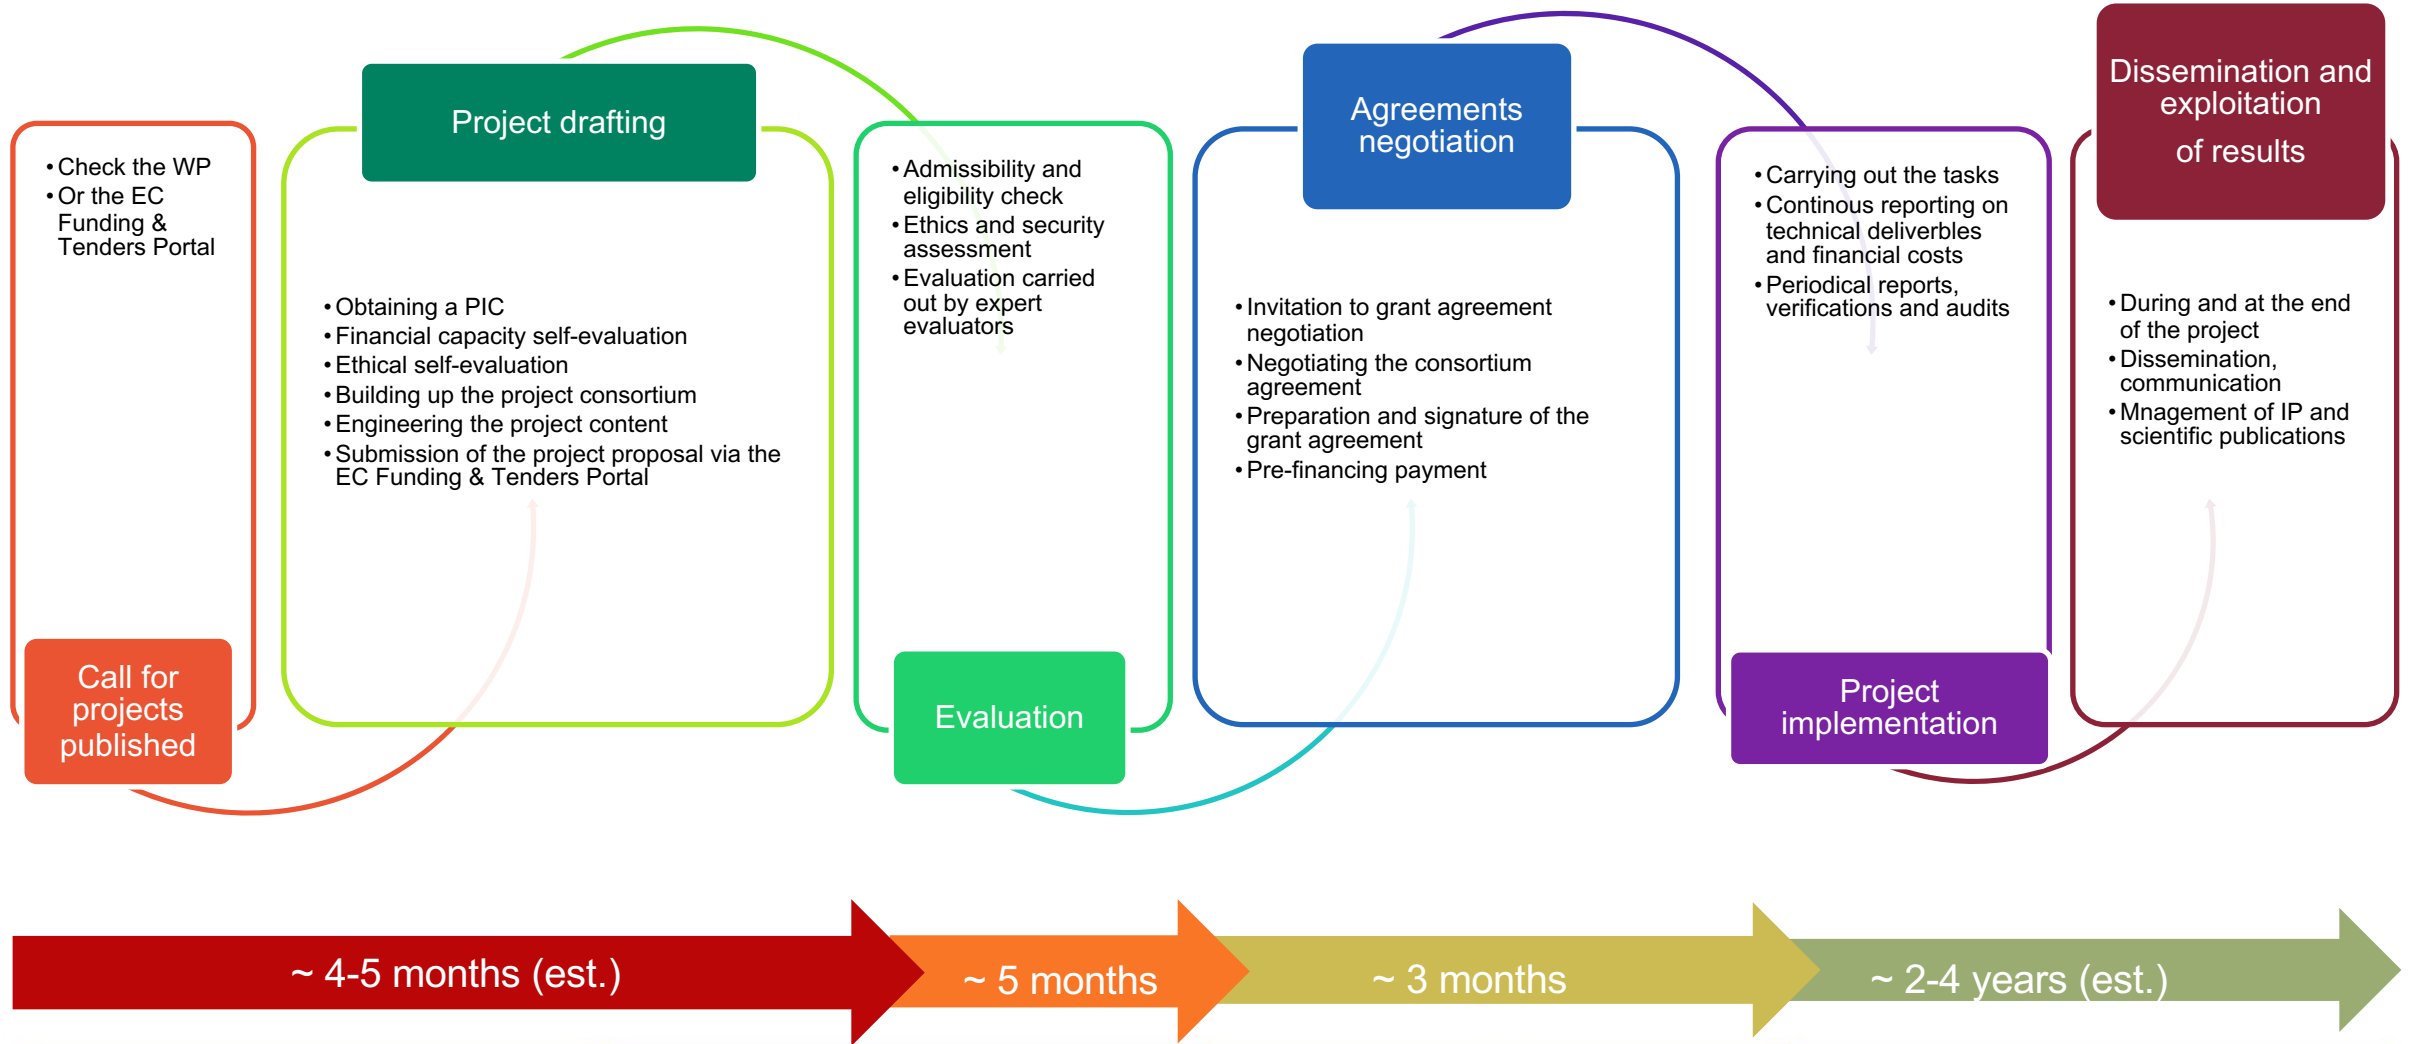 • Check the WP
• Or the EC
Funding &
Tenders Portal
Call for
projects
published
Project drafting
• Obtaining a PIC
• Financial capacity self-evaluation
• Ethical self-evaluation
• Building up the project consortium
• Engineering the project content
• Submission of the project proposal via the
EC Funding & Tenders Portal
• Admissibility and
eligibility check
• Ethics and security
assessment
• Evaluation carried
out by expert
evaluators
Evaluation
Agreements
negotiation
• Invitation to grant agreement
negotiation
• Negotiating the consortium
agreement
• Preparation and signature of the
grant agreement
• Pre-financing payment
• Carrying out the tasks
• Continous reporting on
technical deliverbles
and financial costs
• Periodical reports,
verifications and audits
Project
implementation
Dissemination and
exploitation
of results
• During and at the end
of the project
• Dissemination,
communication
• Mnagement of IP and
scientific publications
~ 4-5 months (est.)
~ 5 months
~ 3 months
~ 2-4 years (est.)